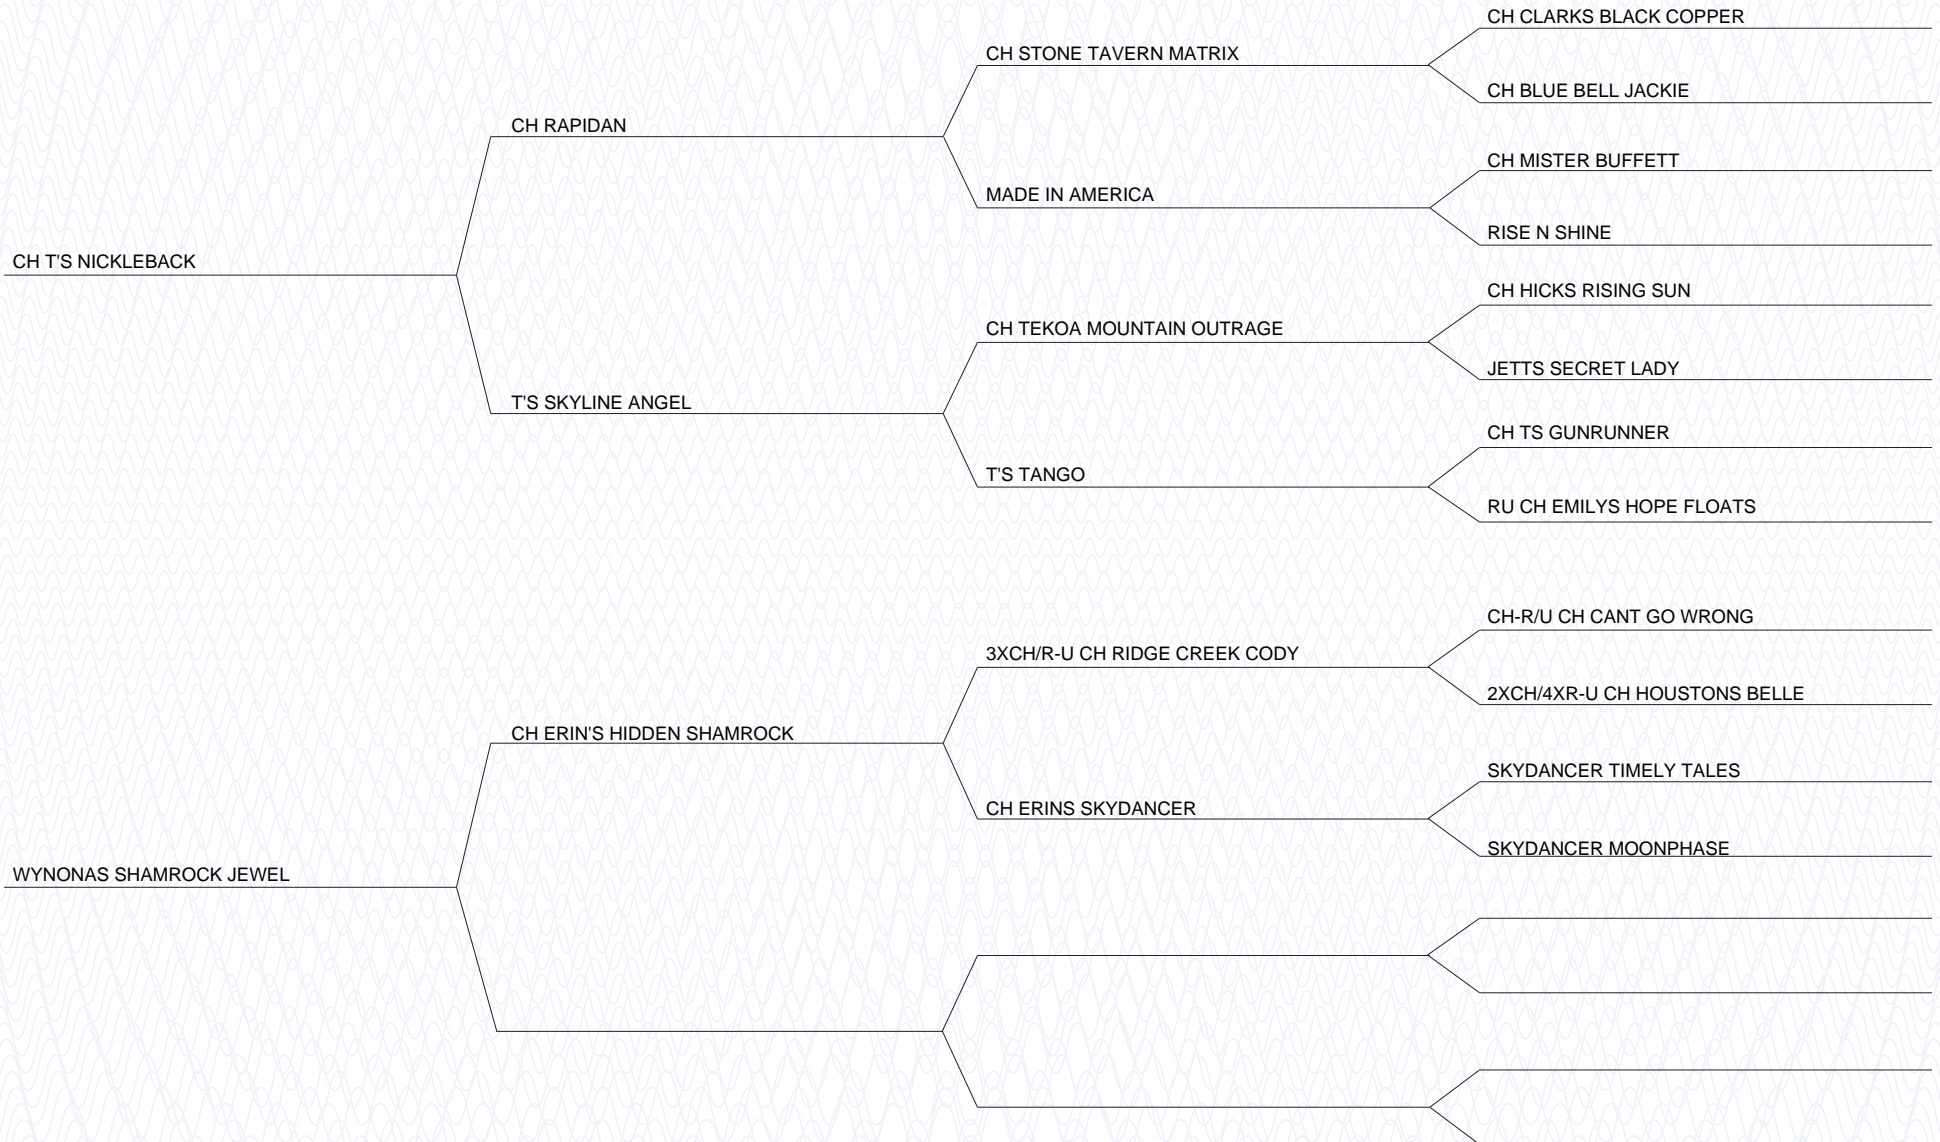 CH CLARKS BLACK COPPER
CH STONE TAVERN MATRIX
CH BLUE BELL JACKIE
CH RAPIDAN
CH MISTER BUFFETT
MADE IN AMERICA
RISE N SHINE
CH T'S NICKLEBACK
CH HICKS RISING SUN
CH TEKOA MOUNTAIN OUTRAGE
JETTS SECRET LADY
T'S SKYLINE ANGEL
CH TS GUNRUNNER
T'S TANGO
RU CH EMILYS HOPE FLOATS
CH-R/U CH CANT GO WRONG
3XCH/R-U CH RIDGE CREEK CODY
2XCH/4XR-U CH HOUSTONS BELLE
CH ERIN'S HIDDEN SHAMROCK
SKYDANCER TIMELY TALES
CH ERINS SKYDANCER
SKYDANCER MOONPHASE
WYNONAS SHAMROCK JEWEL